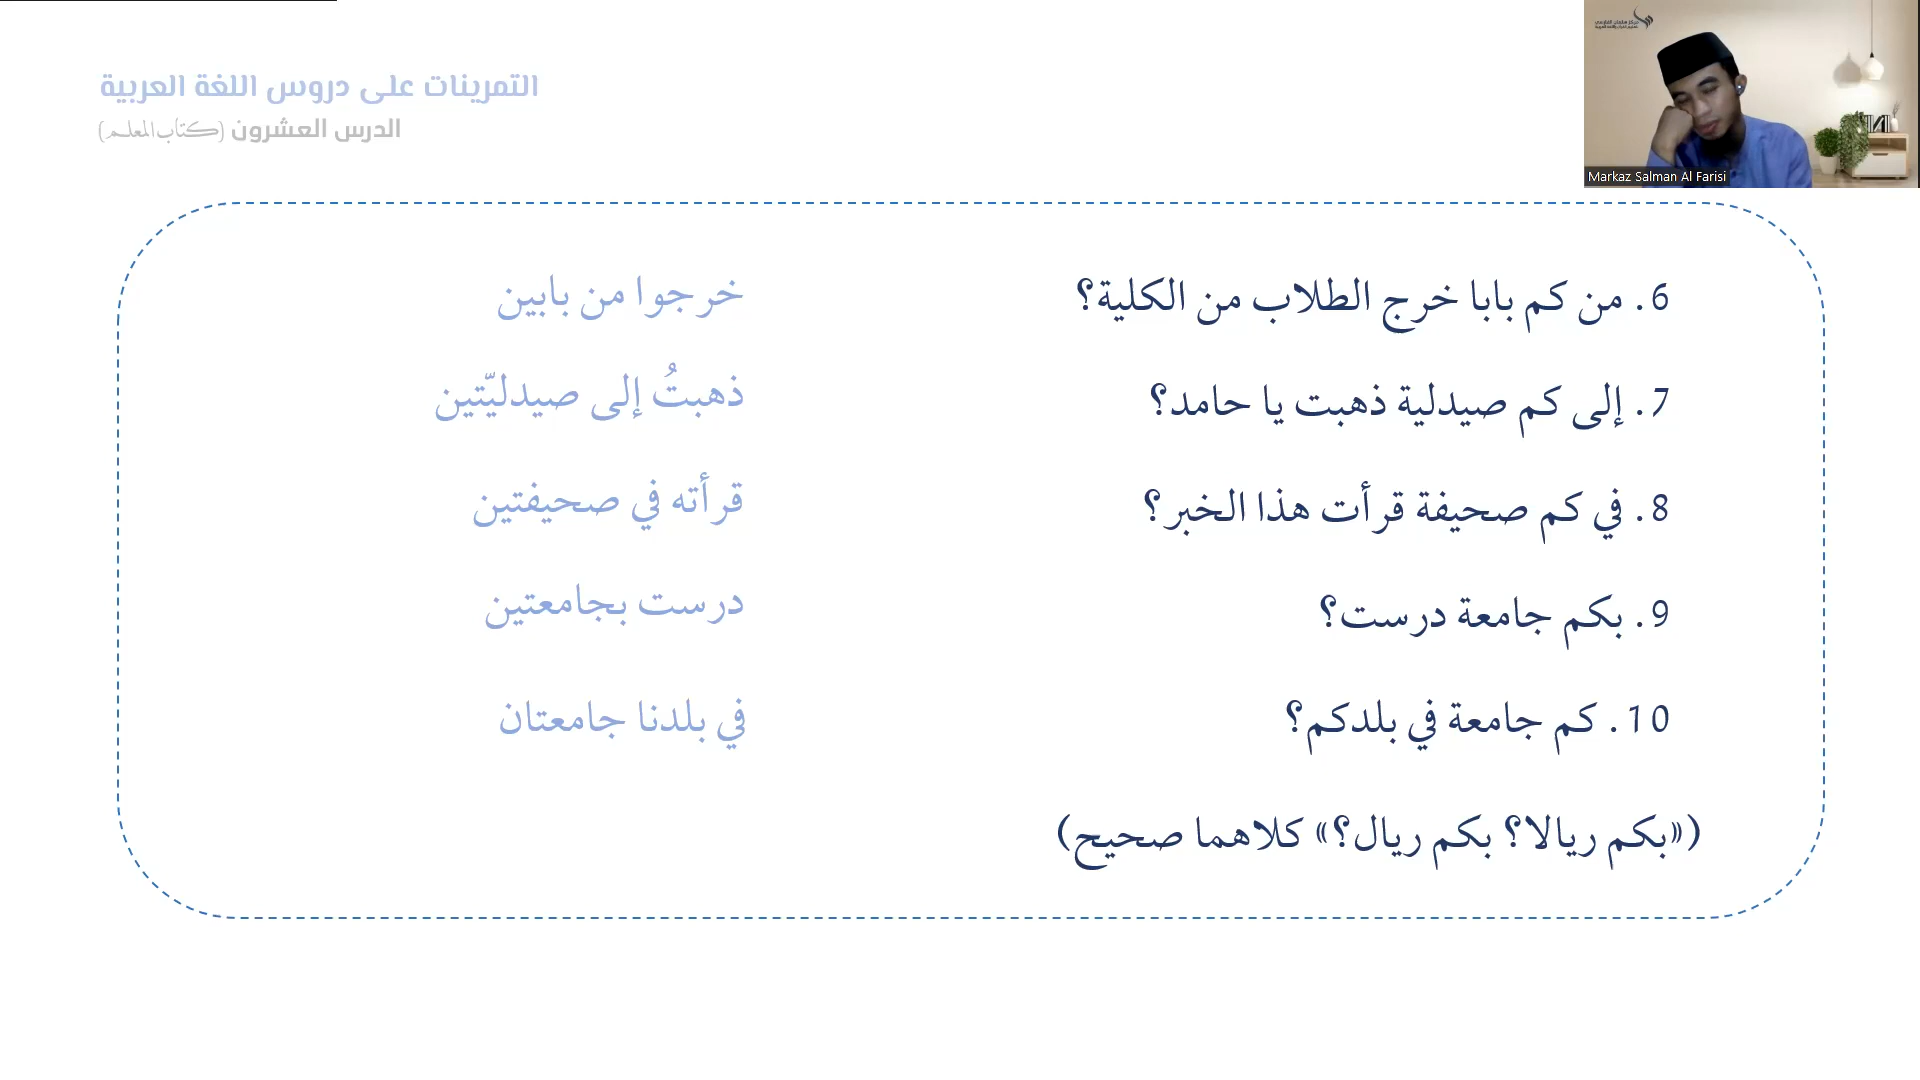 التمرينات على دروس اللغة العربية
الدرس العشرون (كتاب المعلم)
6. من كم بابا خرج الطلاب من الكلية؟
خرجوا من بابين
7. إلى كم صيدلية ذهبت يا حامد؟
ذهبتُ إلى صيدليّتين
8. في كم صحيفة قرأت هذا الخبر؟
قرأته في صحيفتين
9. بكم جامعة درست؟
درست بجامعتين
10. كم جامعة في بلدكم؟
في بلدنا جامعتان
(«بكم ريالا؟ بكم ريال؟» كلاهما صحيح)
مركز سلمان الفارسي
Markaz Salman Al Farisi